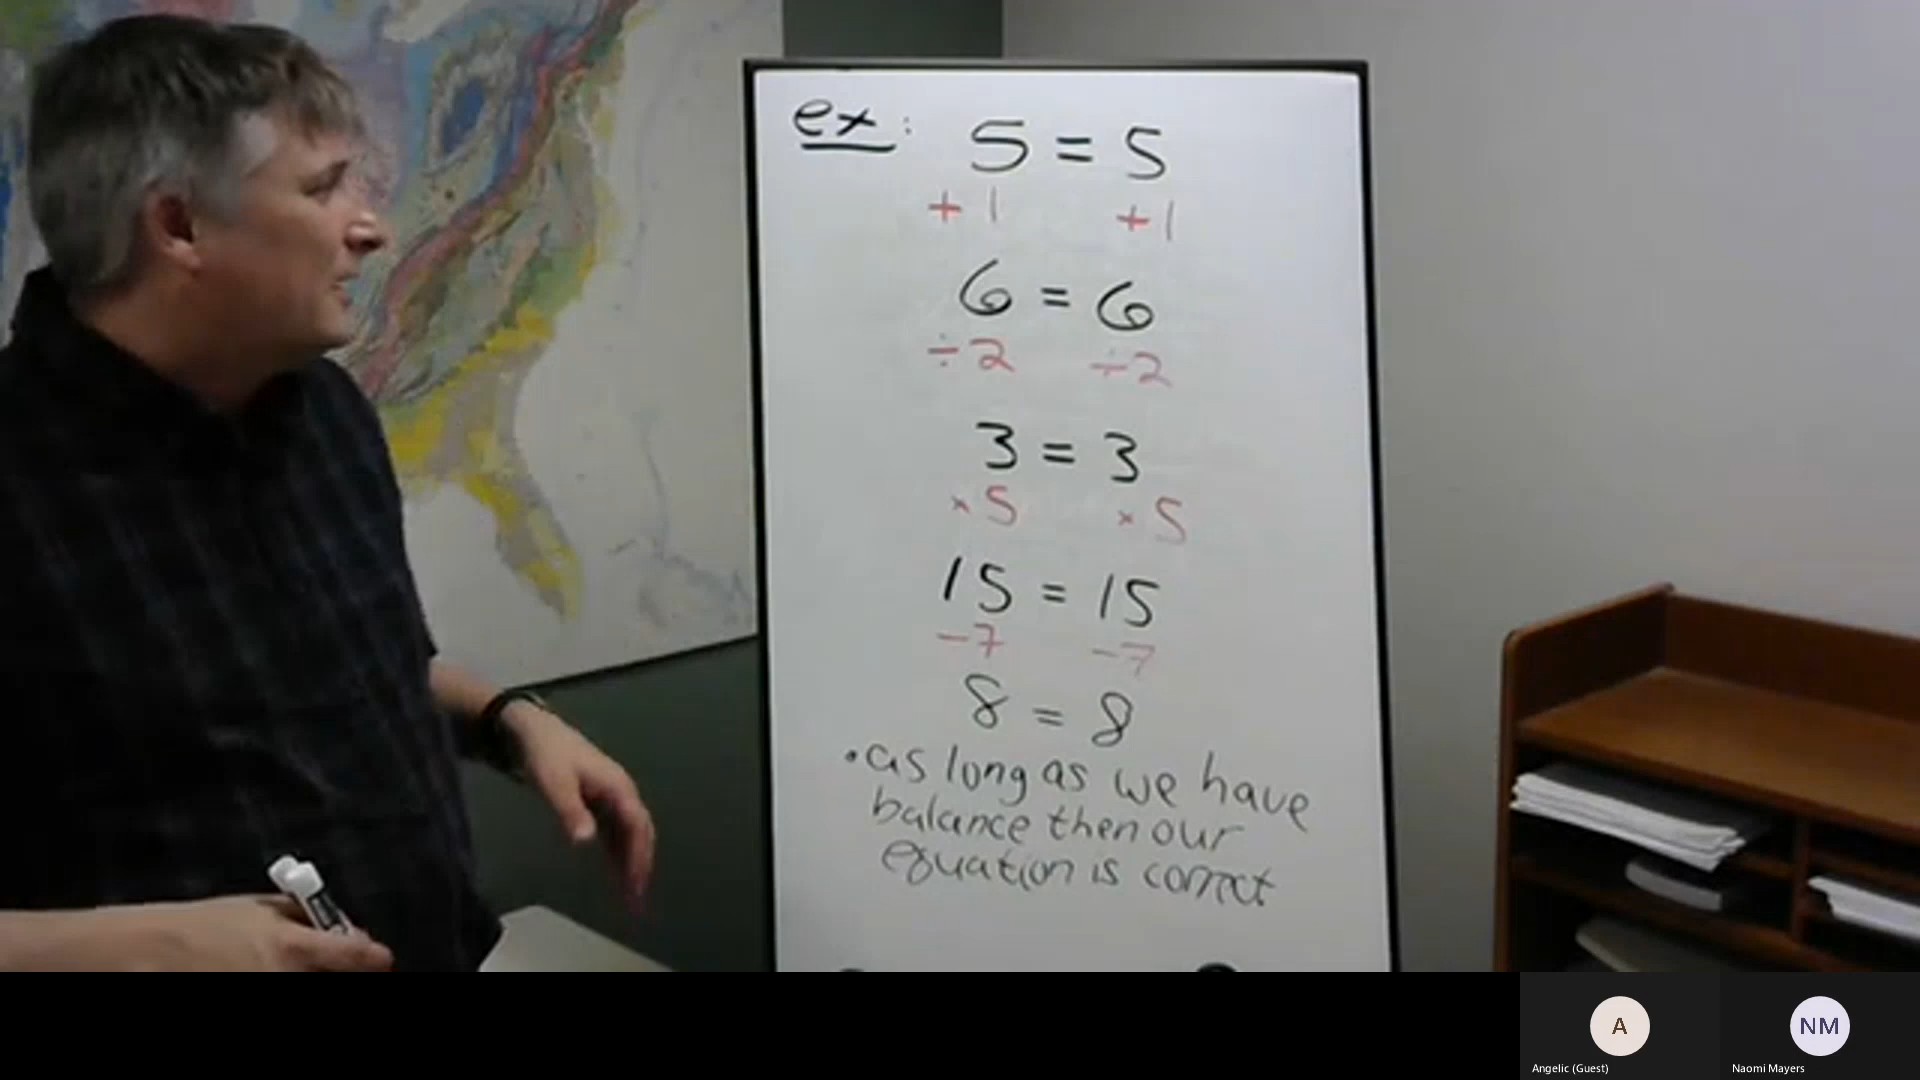 ex: 5 = 5
+1 +1
6 = 6
÷2 ÷2
3 = 3
×5 ×5
15 = 15
-7 -7
8 = 8
•as long as we have
balance then our
equation is correct
A
NM
Angelic (Guest)
Naomi Mayers